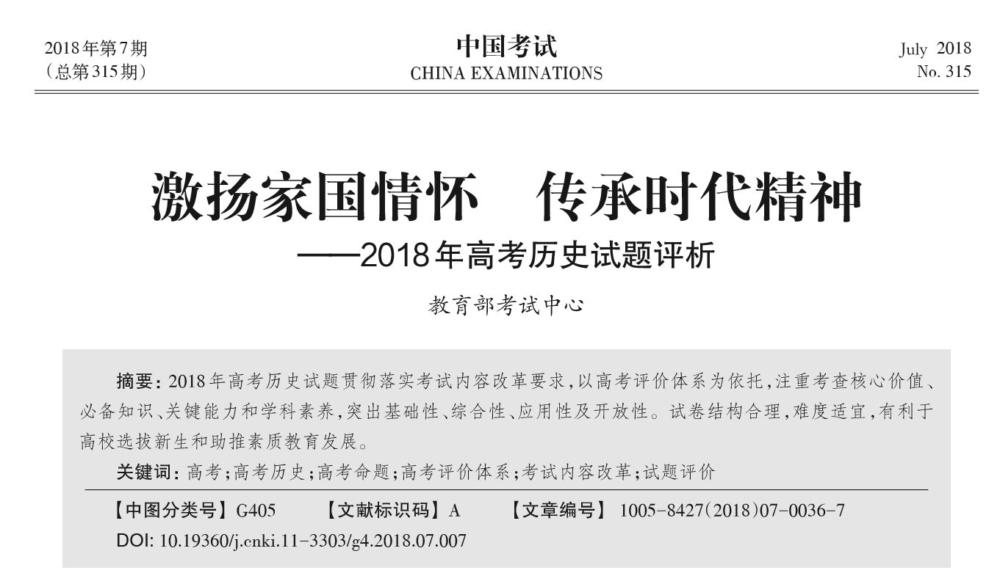 2018年第7期
（总第315期）
中国考试
CHINA EXAMINATIONS
July 2018
No. 315
激扬家国情怀 传承时代精神
——2018年高考历史试题评析
教育部考试中心
摘要：2018年高考历史试题贯彻落实考试内容改革要求，以高考评价体系为依托，注重考查核心价值、
必备知识、关键能力和学科素养，突出基础性、综合性、应用性及开放性。试卷结构合理，难度适宜，有利于
高校选拔新生和助推素质教育发展。
关键词：高考；高考历史；高考命题；高考评价体系；考试内容改革；试题评价
【中图分类号】G405 【文献标识码】A 【文章编号】1005-8427（2018）07-0036-7
DOI: 10.19360/j.cnki.11-3303/g4.2018.07.007